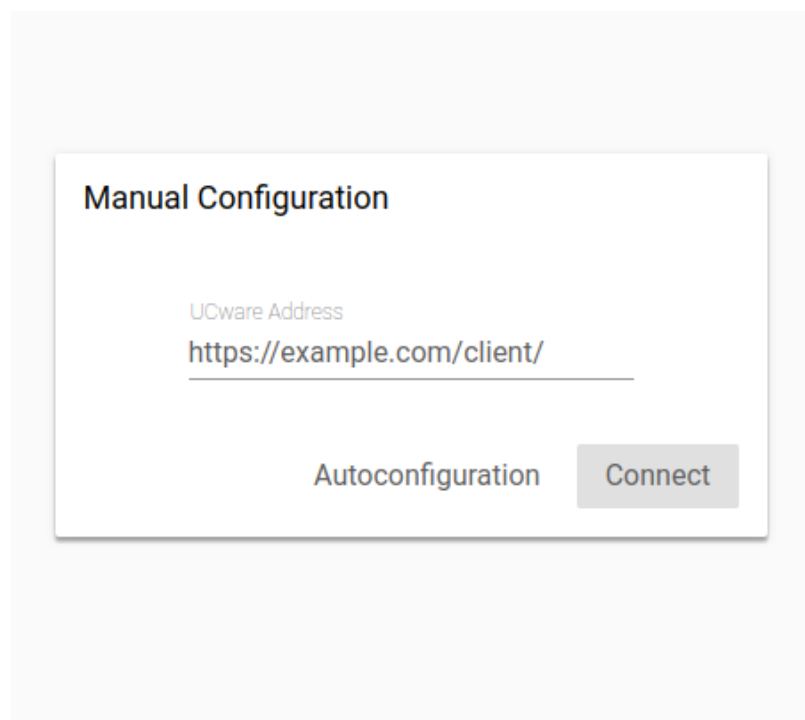 Manual Configuration
UCware Address
https://example.com/client/
Autoconfiguration Connect